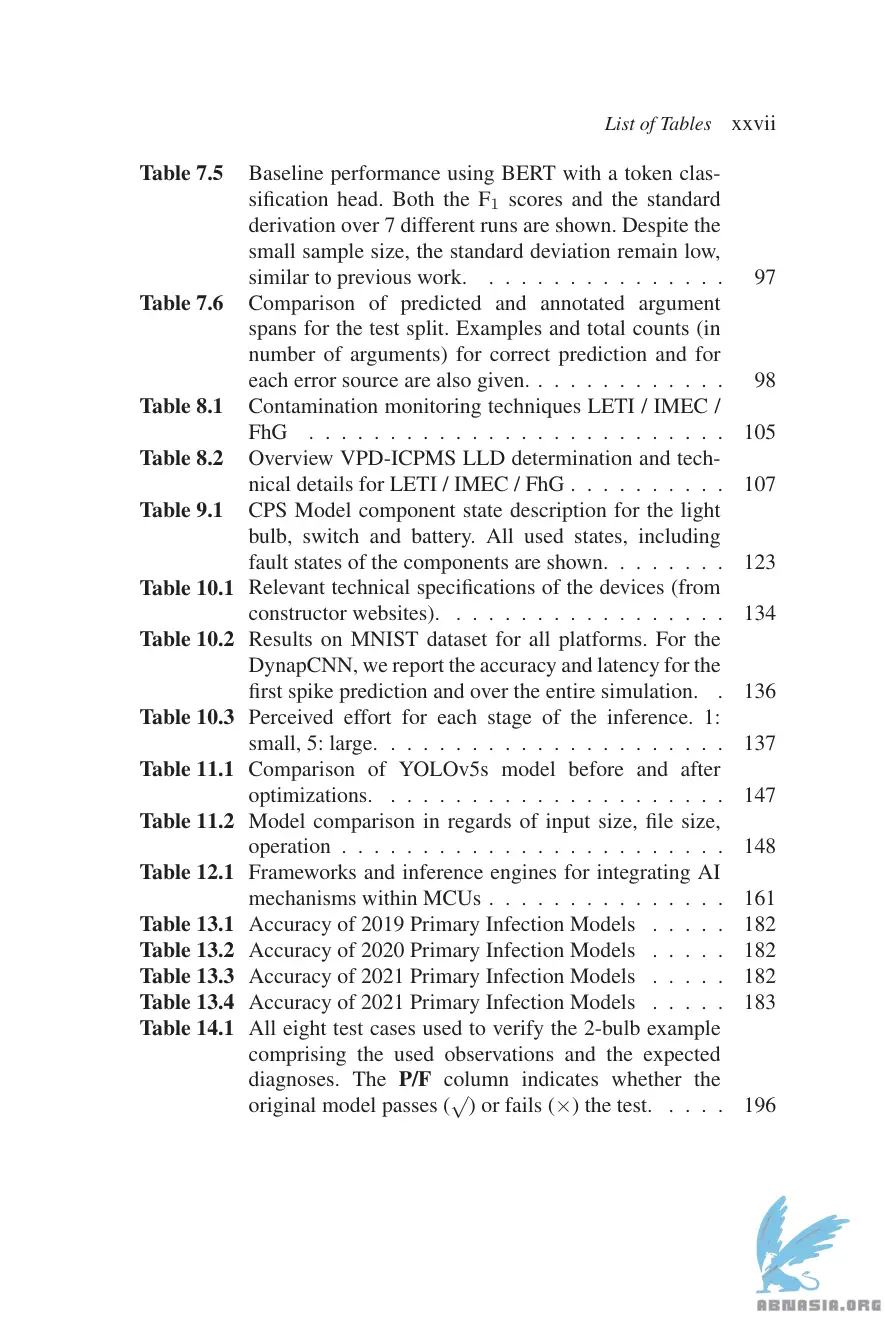 List of Tables xxvii
Table 7.5 Baseline performance using BERT with a token clas-
sification head. Both the F1 scores and the standard
derivation over 7 different runs are shown. Despite the
small sample size, the standard deviation remain low,
similar to previous work. . . . . . . . . . . . . . . . 97
Table 7.6 Comparison of predicted and annotated argument
spans for the test split. Examples and total counts (in
number of arguments) for correct prediction and for
each error source are also given. . . . . . . . . . . . . 98
Table 8.1 Contamination monitoring techniques LETI / IMEC /
FhG . . . . . . . . . . . . . . . . . . . . . . . . . . 105
Table 8.2 Overview VPD-ICPMS LLD determination and tech-
nical details for LETI / IMEC / FhG . . . . . . . . . . 107
Table 9.1 CPS Model component state description for the light
bulb, switch and battery. All used states, including
fault states of the components are shown. . . . . . . . 123
Table 10.1 Relevant technical specifications of the devices (from
constructor websites). . . . . . . . . . . . . . . . . . 134
Table 10.2 Results on MNIST dataset for all platforms. For the
DynapCNN, we report the accuracy and latency for the
first spike prediction and over the entire simulation. . 136
Table 10.3 Perceived effort for each stage of the inference. 1:
small, 5: large. . . . . . . . . . . . . . . . . . . . . . 137
Table 11.1 Comparison of YOLOv5s model before and after
optimizations. . . . . . . . . . . . . . . . . . . . . . 147
Table 11.2 Model comparison in regards of input size, file size,
operation . . . . . . . . . . . . . . . . . . . . . . . . 148
Table 12.1 Frameworks and inference engines for integrating AI
mechanisms within MCUs . . . . . . . . . . . . . . . 161
Table 13.1 Accuracy of 2019 Primary Infection Models . . . . . 182
Table 13.2 Accuracy of 2020 Primary Infection Models . . . . . 182
Table 13.3 Accuracy of 2021 Primary Infection Models . . . . . 182
Table 13.4 Accuracy of 2021 Primary Infection Models . . . . . 183
Table 14.1 All eight test cases used to verify the 2-bulb example
comprising the used observations and the expected
diagnoses. The P/F column indicates whether the
original model passes (√) or fails (×) the test. . . . . 196
ABNASIA.ORG